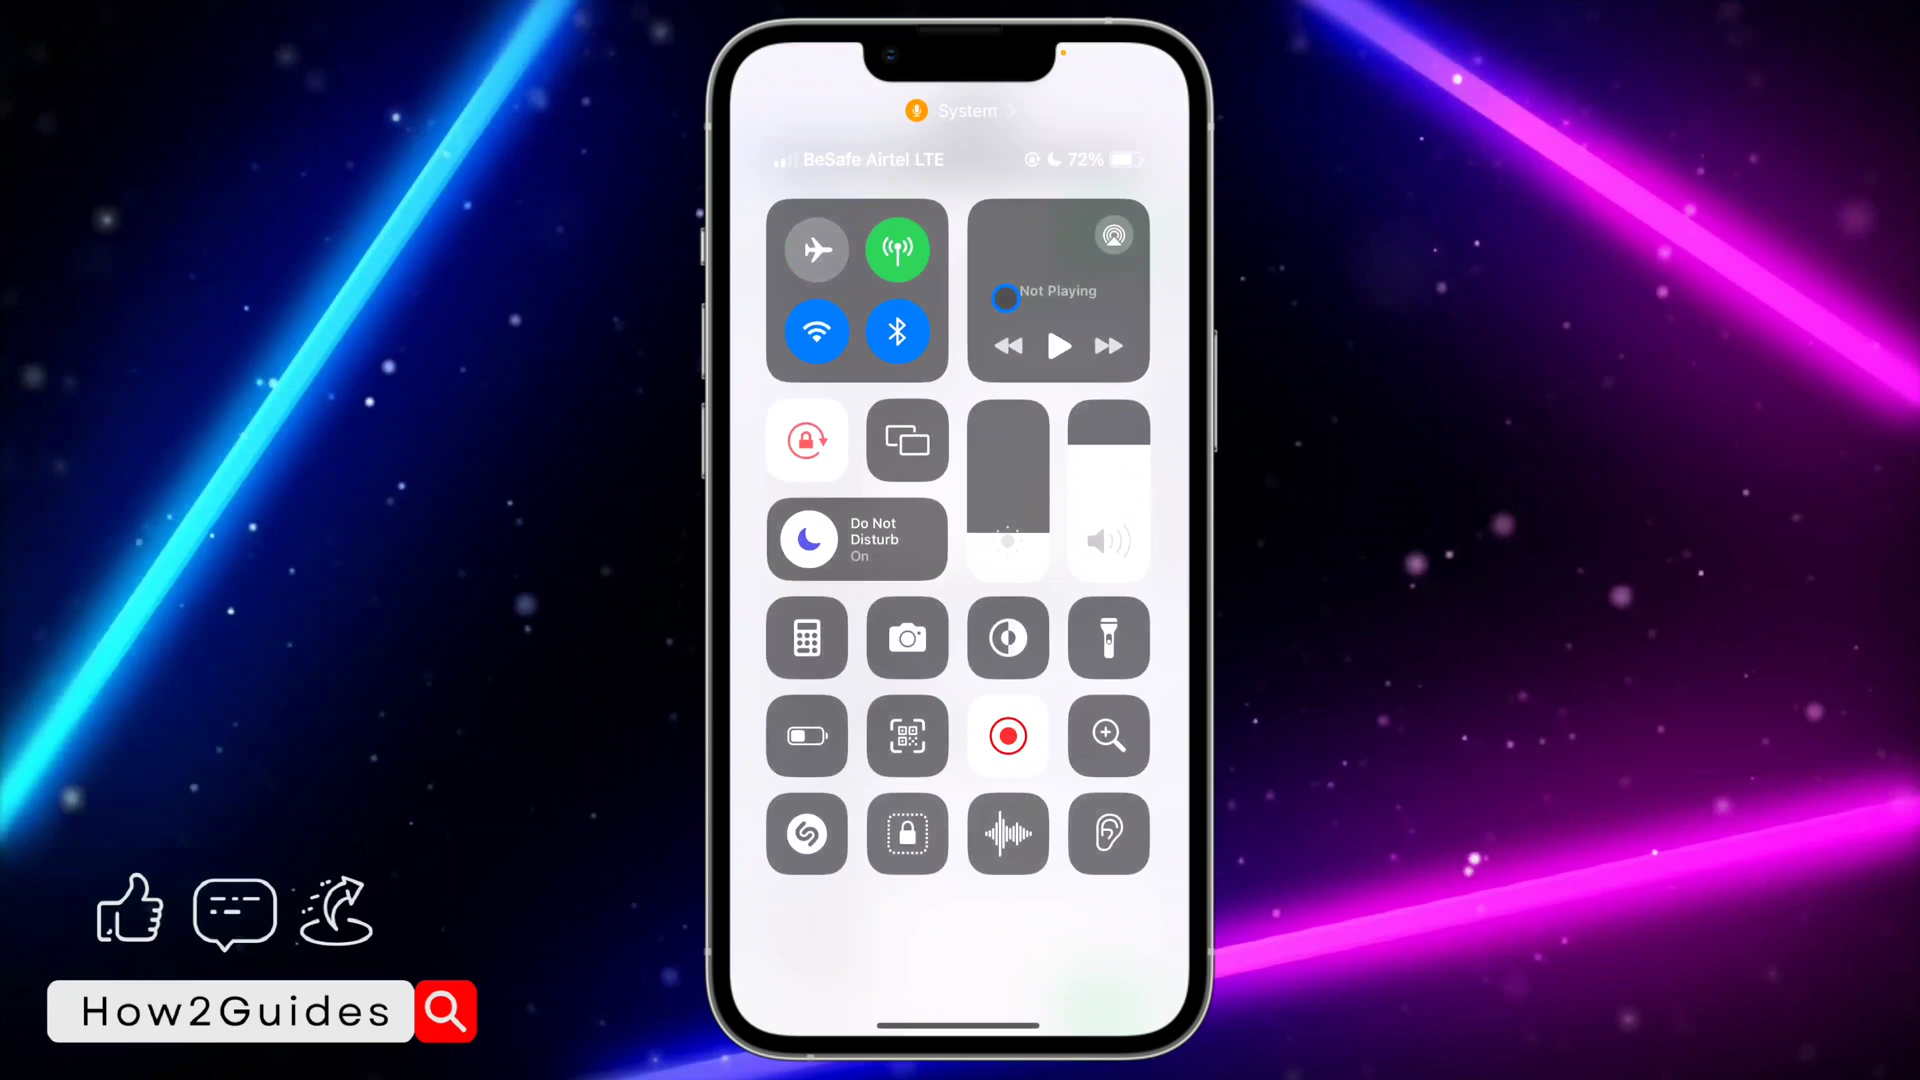 System
BeSafe Airtel LTE
72%
Not Playing
Do Not
Disturb
On
How2Guides